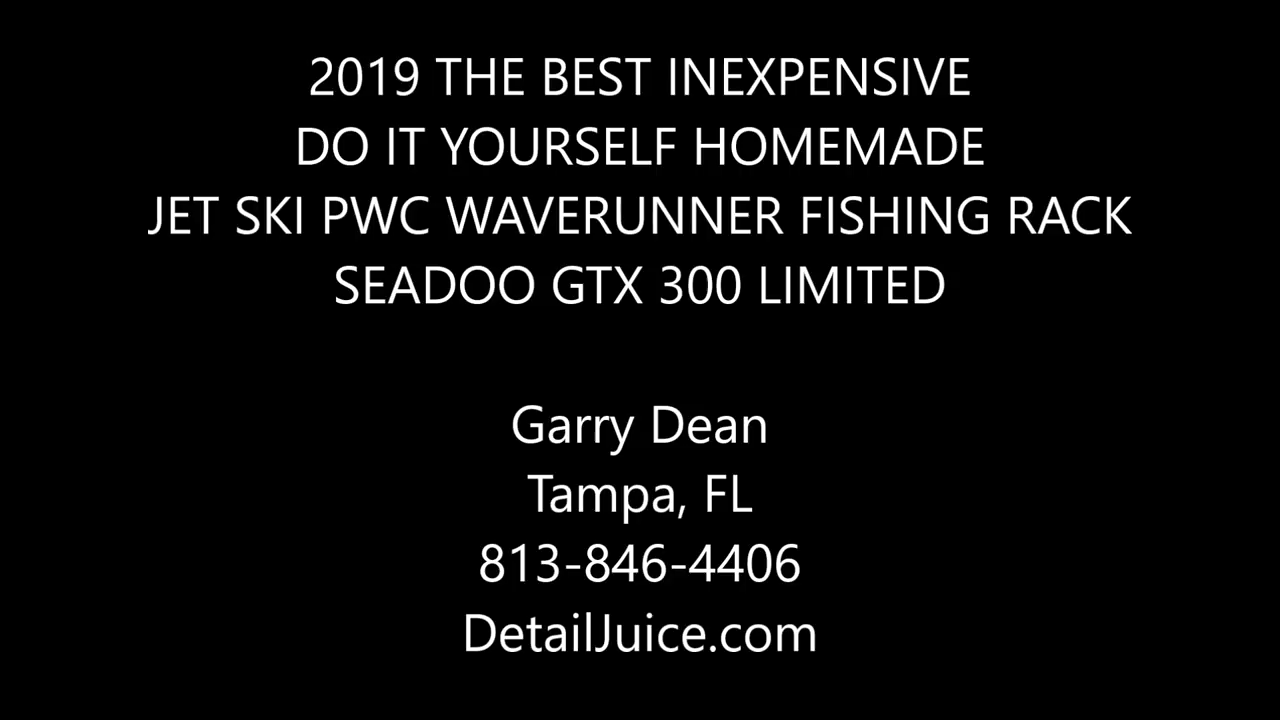 2019 THE BEST INEXPENSIVE
DO IT YOURSELF HOMEMADE
JET SKI PWC WAVERUNNER FISHING RACK
SEADOO GTX 300 LIMITED
Garry Dean
Tampa, FL
813-846-4406
DetailJuice.com